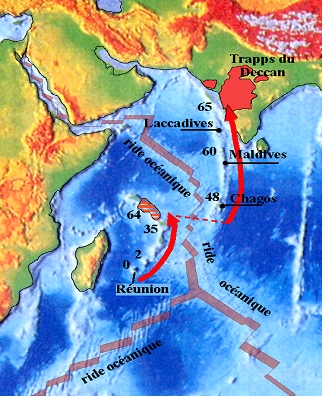 Trapps du
Deccan
65
Laccadives
60
Maldives
ride océanique
48
Chagos
64
35
ride
océanique
2
0
Réunion
ride océanique